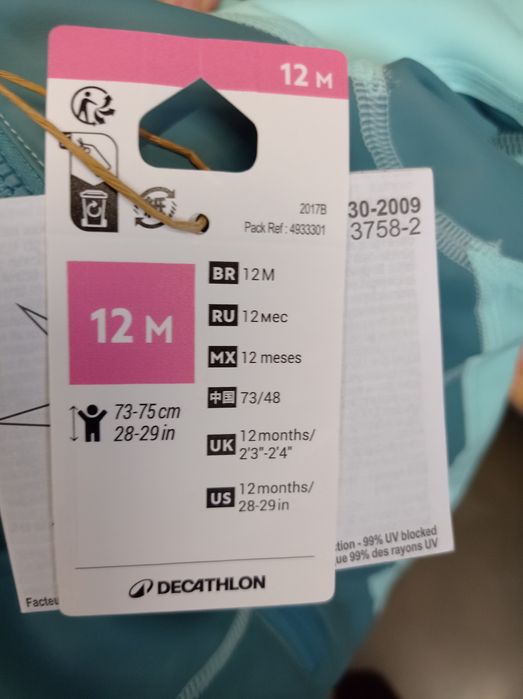 12 M
2017B
Pack Ref : 4933301
30-2009
3758-2
12 M
BR 12 M
RU 12 мес
MX 12 meses
中国 73/48
73-75 cm
28-29 in
UK 12 months/
2'3"-2'4"
US 12 months/
28-29 in
tion - 99% UV blocked
ue 99% des rayons UV
DECATHLON
Facteu